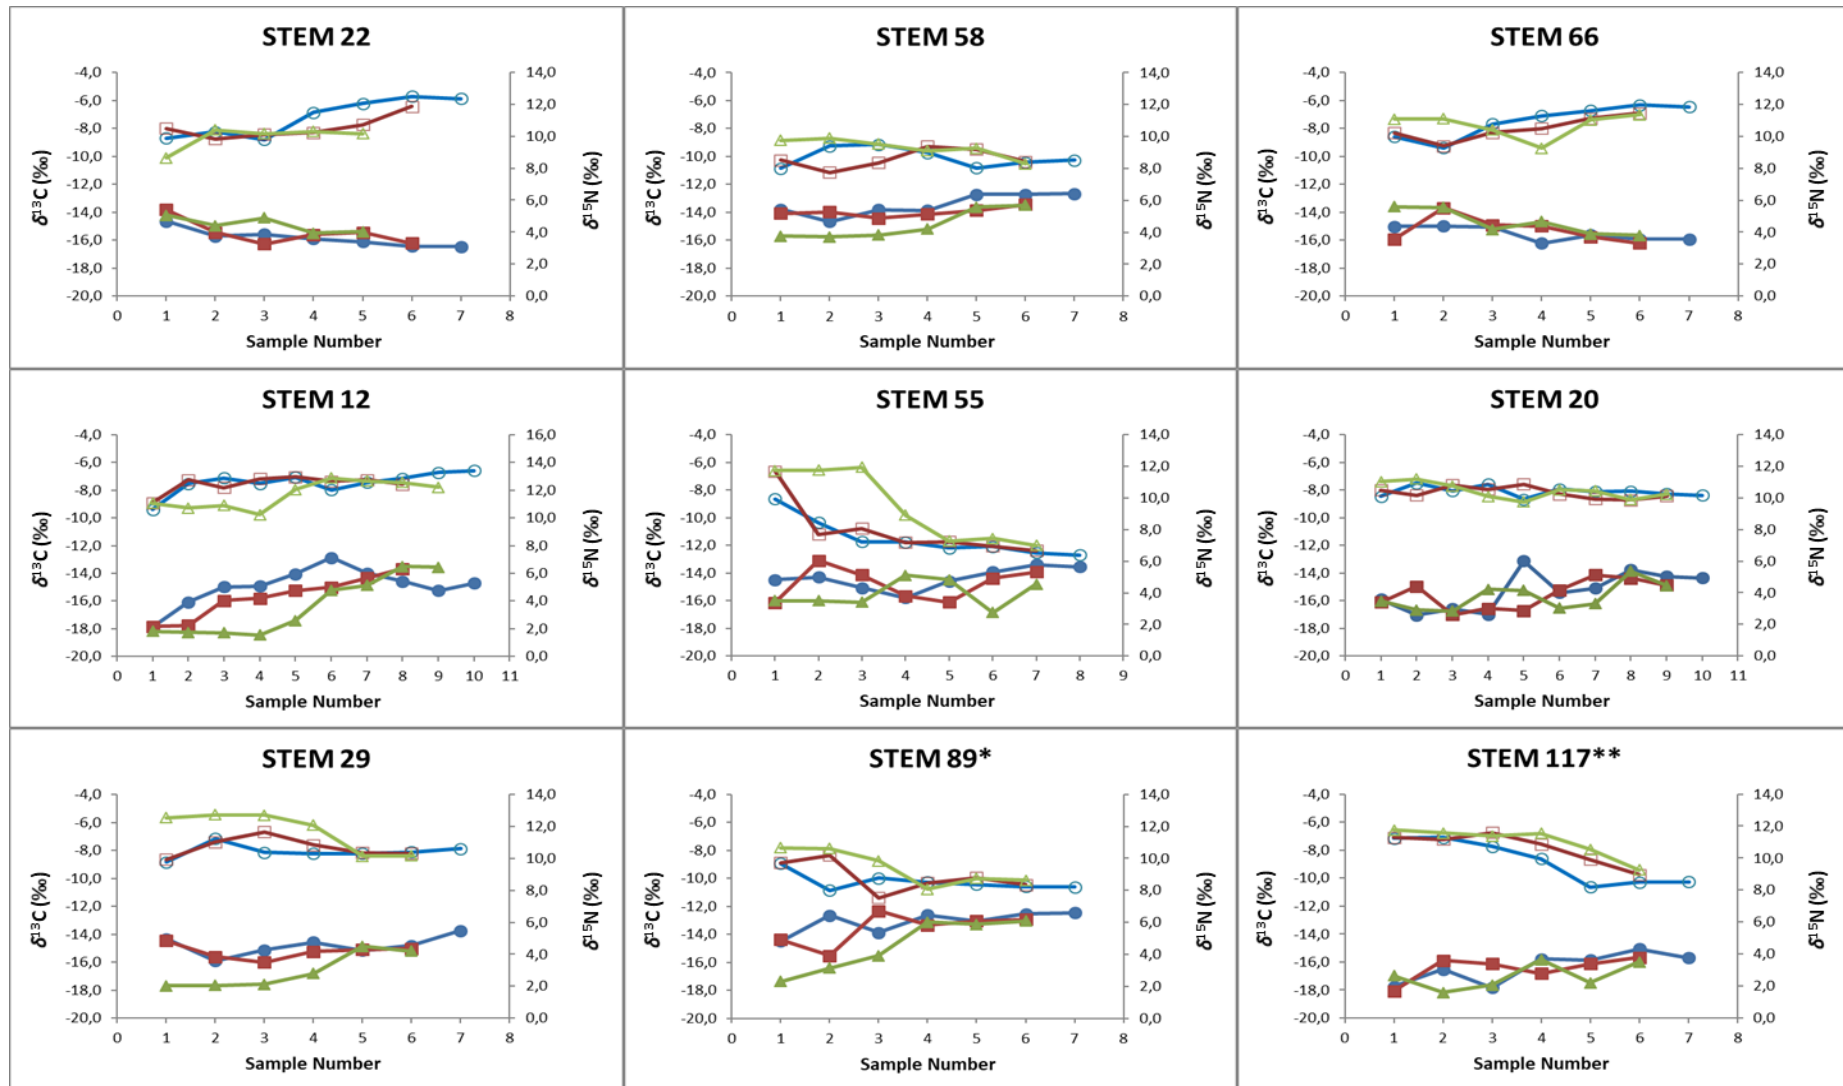 STEM 22
-4,0 14,0
-6,0 12,0
-8,0 10,0
-10,0 8,0
-12,0 6,0
-14,0 4,0
-16,0 2,0
-18,0 0,0
-20,0
δ¹³C (‰)
δ¹⁵N (‰)
0 1 2 3 4 5 6 7 8
Sample Number
STEM 58
-4,0 14,0
-6,0 12,0
-8,0 10,0
-10,0 8,0
-12,0 6,0
-14,0 4,0
-16,0 2,0
-18,0 0,0
-20,0
δ¹³C (‰)
δ¹⁵N (‰)
0 1 2 3 4 5 6 7 8
Sample Number
STEM 66
-4,0 14,0
-6,0 12,0
-8,0 10,0
-10,0 8,0
-12,0 6,0
-14,0 4,0
-16,0 2,0
-18,0 0,0
-20,0
δ¹³C (‰)
δ¹⁵N (‰)
0 1 2 3 4 5 6 7 8
Sample Number
STEM 12
-4,0 16,0
-6,0 14,0
-8,0 12,0
-10,0 10,0
-12,0 8,0
-14,0 6,0
-16,0 4,0
-18,0 2,0
-20,0 0,0
δ¹³C (‰)
δ¹⁵N (‰)
0 1 2 3 4 5 6 7 8 9 10 11
Sample Number
STEM 55
-4,0 14,0
-6,0 12,0
-8,0 10,0
-10,0 8,0
-12,0 6,0
-14,0 4,0
-16,0 2,0
-18,0 0,0
-20,0
δ¹³C (‰)
δ¹⁵N (‰)
0 1 2 3 4 5 6 7 8 9
Sample Number
STEM 20
-4,0 14,0
-6,0 12,0
-8,0 10,0
-10,0 8,0
-12,0 6,0
-14,0 4,0
-16,0 2,0
-18,0 0,0
-20,0
δ¹³C (‰)
δ¹⁵N (‰)
0 1 2 3 4 5 6 7 8 9 10 11
Sample Number
STEM 29
-4,0 14,0
-6,0 12,0
-8,0 10,0
-10,0 8,0
-12,0 6,0
-14,0 4,0
-16,0 2,0
-18,0 0,0
-20,0
δ¹³C (‰)
δ¹⁵N (‰)
0 1 2 3 4 5 6 7 8
Sample Number
STEM 89*
-4,0 14,0
-6,0 12,0
-8,0 10,0
-10,0 8,0
-12,0 6,0
-14,0 4,0
-16,0 2,0
-18,0 0,0
-20,0
δ¹³C (‰)
δ¹⁵N (‰)
0 1 2 3 4 5 6 7 8
Sample Number
STEM 117**
-4,0 14,0
-6,0 12,0
-8,0 10,0
-10,0 8,0
-12,0 6,0
-14,0 4,0
-16,0 2,0
-18,0 0,0
-20,0
δ¹³C (‰)
δ¹⁵N (‰)
0 1 2 3 4 5 6 7 8
Sample Number